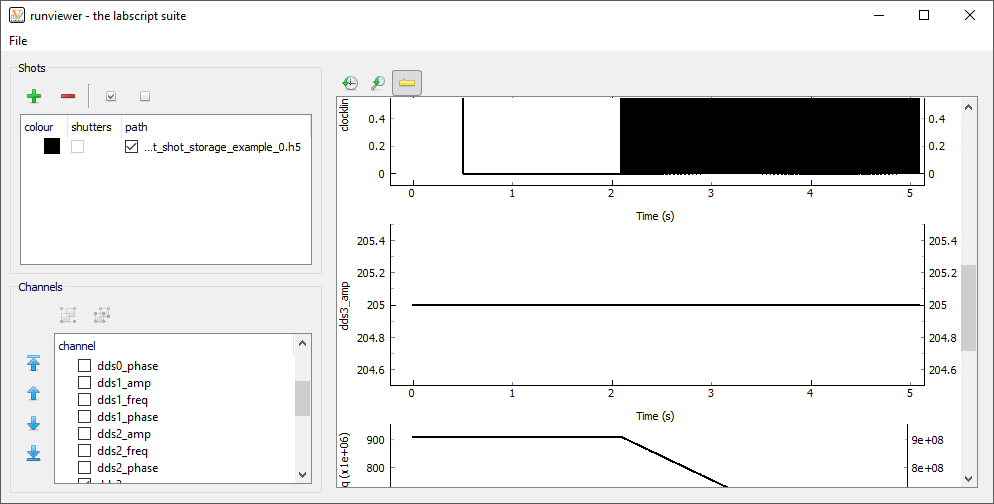 runviewer - the labscript suite
File
Shots
colour shutters path
...t_shot_storage_example_0.h5
Channels
channel
dds0_phase
dds1_amp
dds1_freq
dds1_phase
dds2_amp
dds2_freq
dds2_phase
clocklin
0.4 0.4
0.2 0.2
0 0
0 1 2 3 4 5
Time (s)
dds3_amp
205.4 205.4
205.2 205.2
205 205
204.8 204.8
204.6 204.6
0 1 2 3 4 5
Time (s)
q (x1e+06)
900 9e+08
800 8e+08